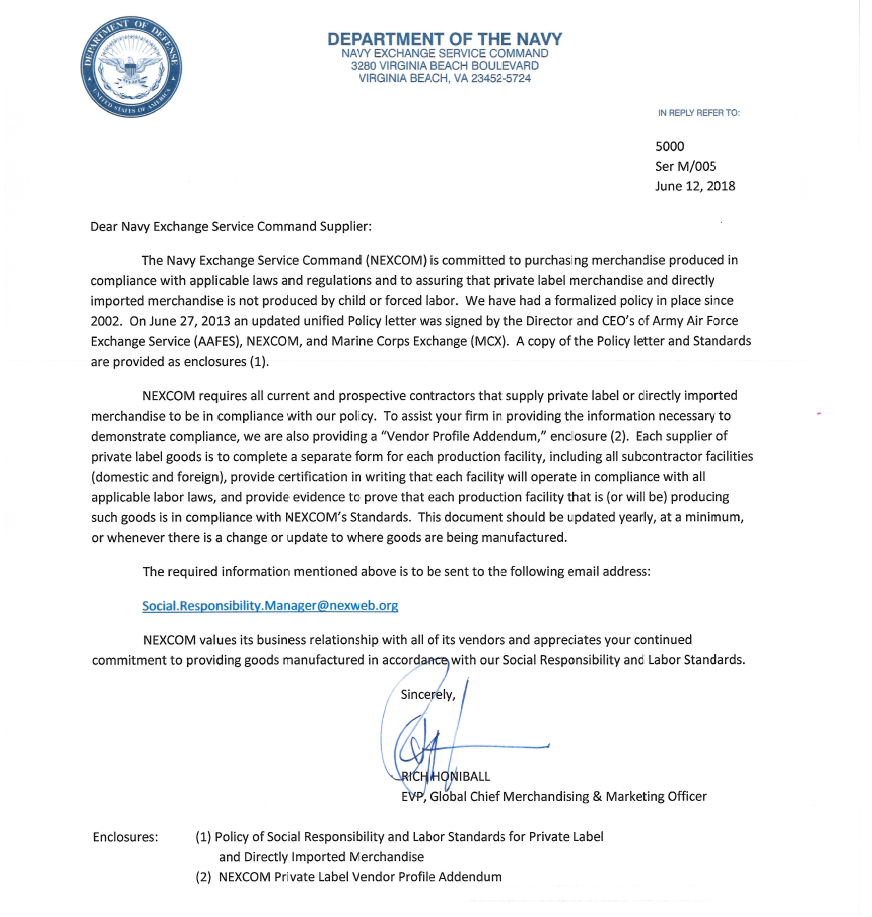 DEPARTMENT OF DEFENSE
UNITED STATES OF AMERICA
DEPARTMENT OF THE NAVY
NAVY EXCHANGE SERVICE COMMAND
3280 VIRGINIA BEACH BOULEVARD
VIRGINIA BEACH, VA 23452-5724
IN REPLY REFER TO:
5000
Ser M/005
June 12, 2018
Dear Navy Exchange Service Command Supplier:
The Navy Exchange Service Command (NEXCOM) is committed to purchasing merchandise produced in
compliance with applicable laws and regulations and to assuring that private label merchandise and directly
imported merchandise is not produced by child or forced labor. We have had a formalized policy in place since
2002. On June 27, 2013 an updated unified Policy letter was signed by the Director and CEO's of Army Air Force
Exchange Service (AAFES), NEXCOM, and Marine Corps Exchange (MCX). A copy of the Policy letter and Standards
are provided as enclosures (1).
NEXCOM requires all current and prospective contractors that supply private label or directly imported
merchandise to be in compliance with our policy. To assist your firm in providing the information necessary to
demonstrate compliance, we are also providing a "Vendor Profile Addendum," enclosure (2). Each supplier of
private label goods is to complete a separate form for each production facility, including all subcontractor facilities
(domestic and foreign), provide certification in writing that each facility will operate in compliance with all
applicable labor laws, and provide evidence to prove that each production facility that is (or will be) producing
such goods is in compliance with NEXCOM's Standards. This document should be updated yearly, at a minimum,
or whenever there is a change or update to where goods are being manufactured.
The required information mentioned above is to be sent to the following email address:
Social.Responsibility.Manager@nexweb.org
NEXCOM values its business relationship with all of its vendors and appreciates your continued
commitment to providing goods manufactured in accordance with our Social Responsibility and Labor Standards.
Sincerely,
RICH HONIBALL
EVP, Global Chief Merchandising & Marketing Officer
Enclosures: (1) Policy of Social Responsibility and Labor Standards for Private Label
and Directly Imported Merchandise
(2) NEXCOM Private Label Vendor Profile Addendum